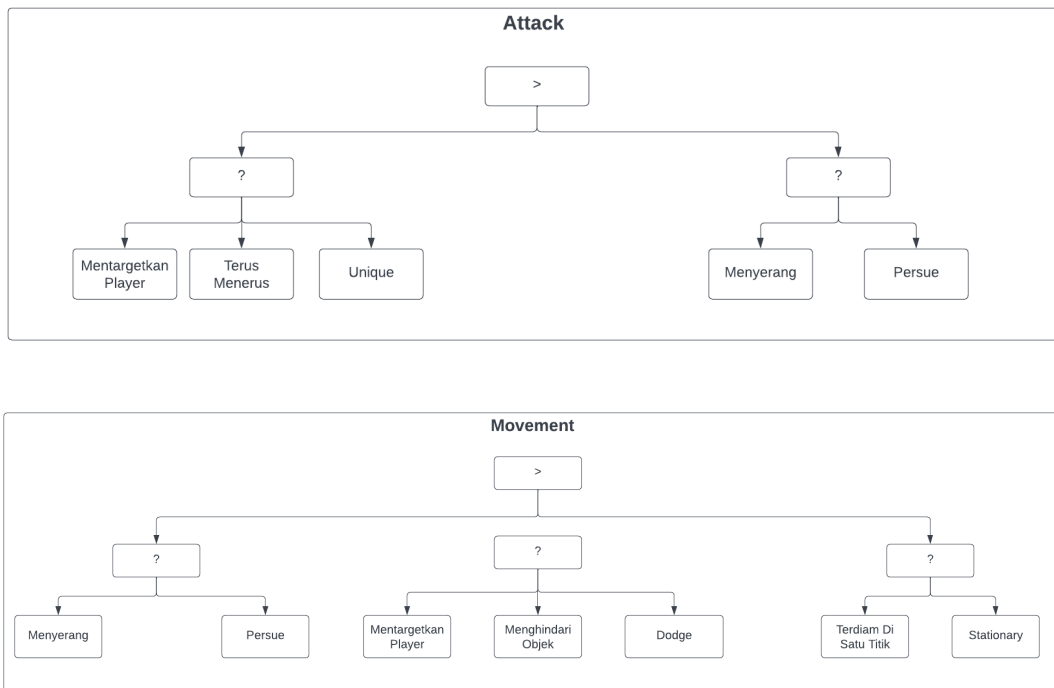 Attack
>
?
?
Mentargetkan
Player
Terus
Menerus
Unique
Menyerang
Persue
Movement
>
?
?
?
Menyerang
Persue
Mentargetkan
Player
Menghindari
Objek
Dodge
Terdiam Di
Satu Titik
Stationary